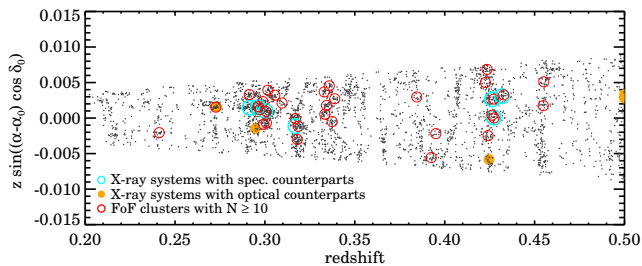 0.015
0.010
0.005
0.000
-0.005
-0.010
-0.015
z sin((α-α₀) cos δ₀)
X-ray systems with spec. counterparts
X-ray systems with optical counterparts
FoF clusters with N ≥ 10
0.20 0.25 0.30 0.35 0.40 0.45 0.50
redshift